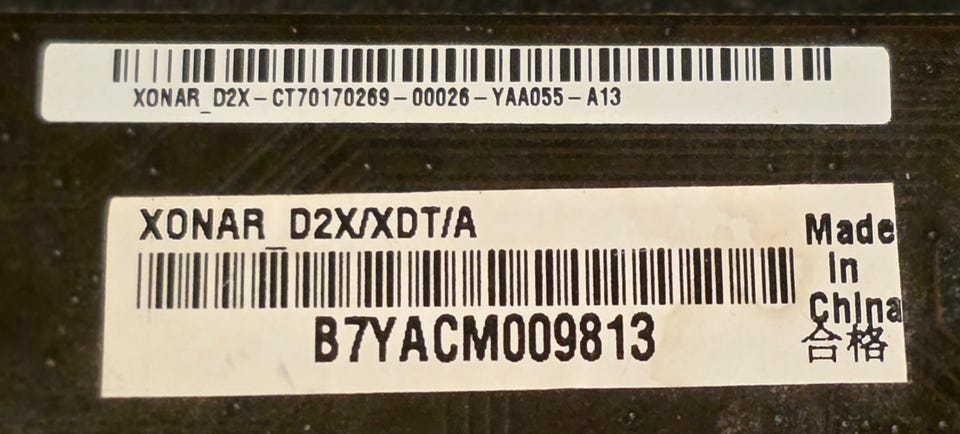 XONAR_D2X-CT70170269-00026-YAA055-A13
XONAR_D2X/XDT/A
B7YACM009813
Made
In
China
合格